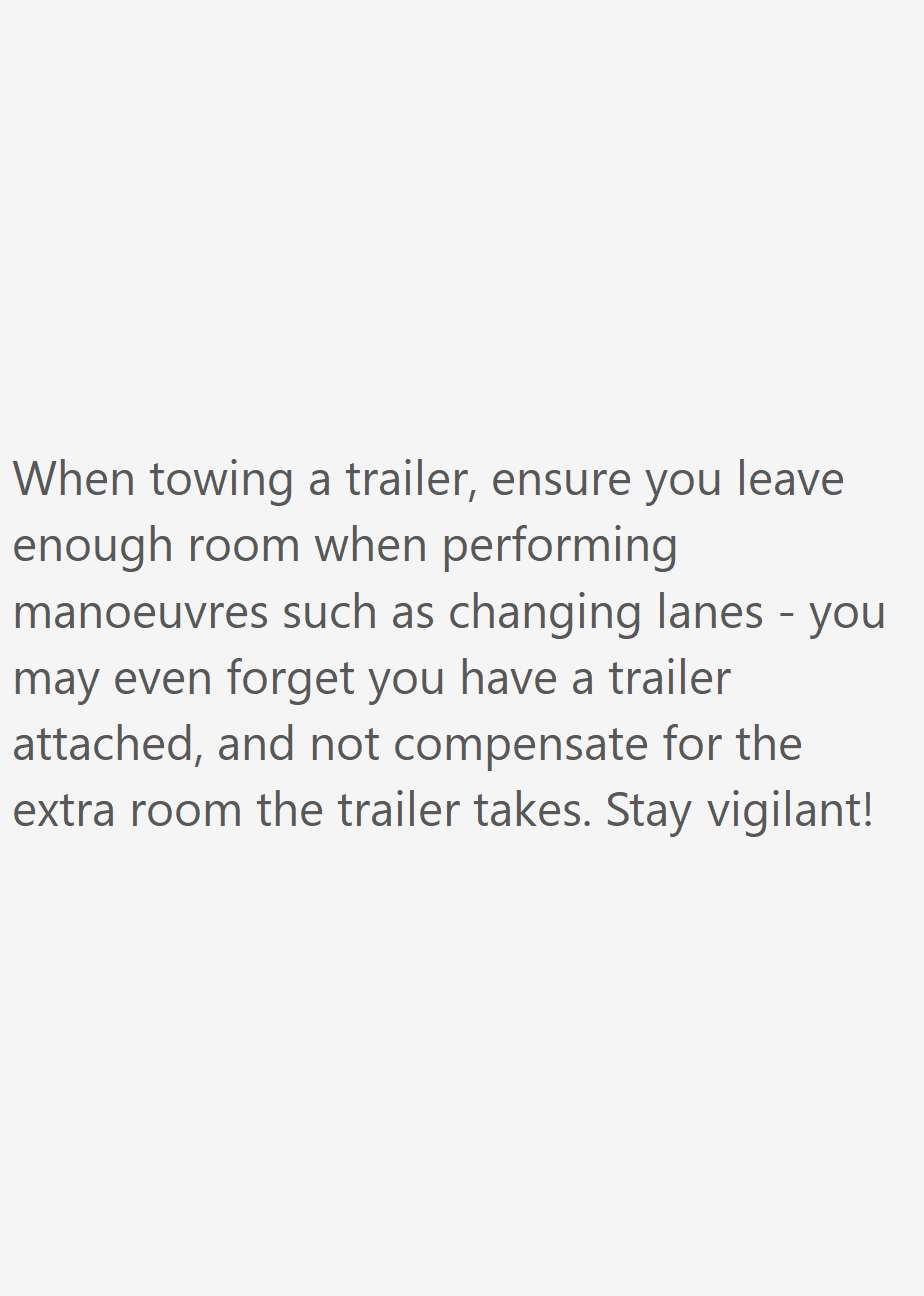 When towing a trailer, ensure you leave
enough room when performing
manoeuvres such as changing lanes - you
may even forget you have a trailer
attached, and not compensate for the
extra room the trailer takes. Stay vigilant!